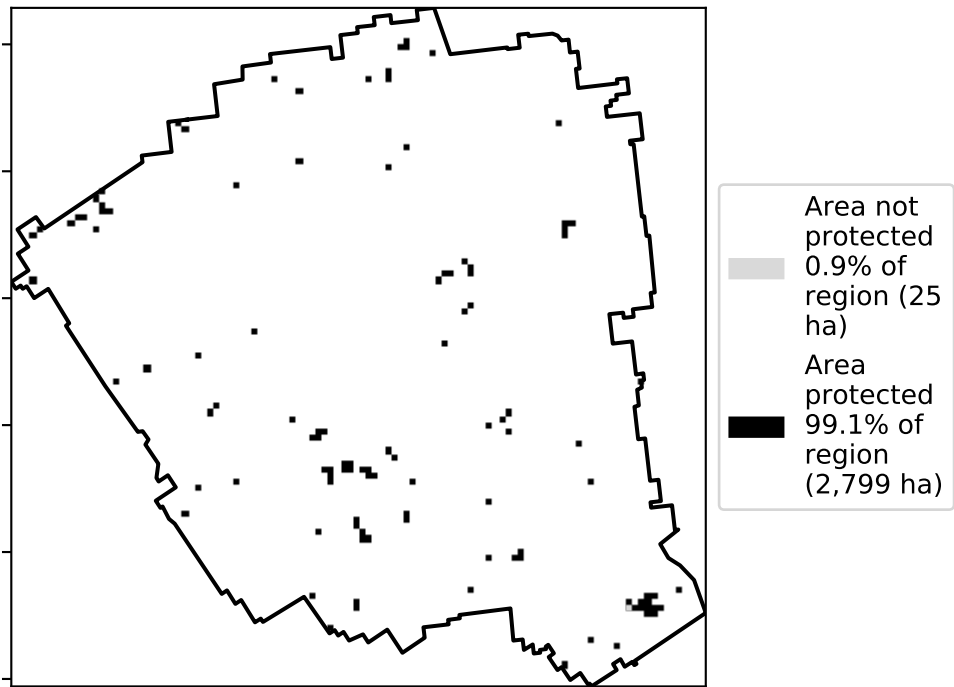 Area not
protected
0.9% of
region (25
ha)
Area
protected
99.1% of
region
(2,799 ha)